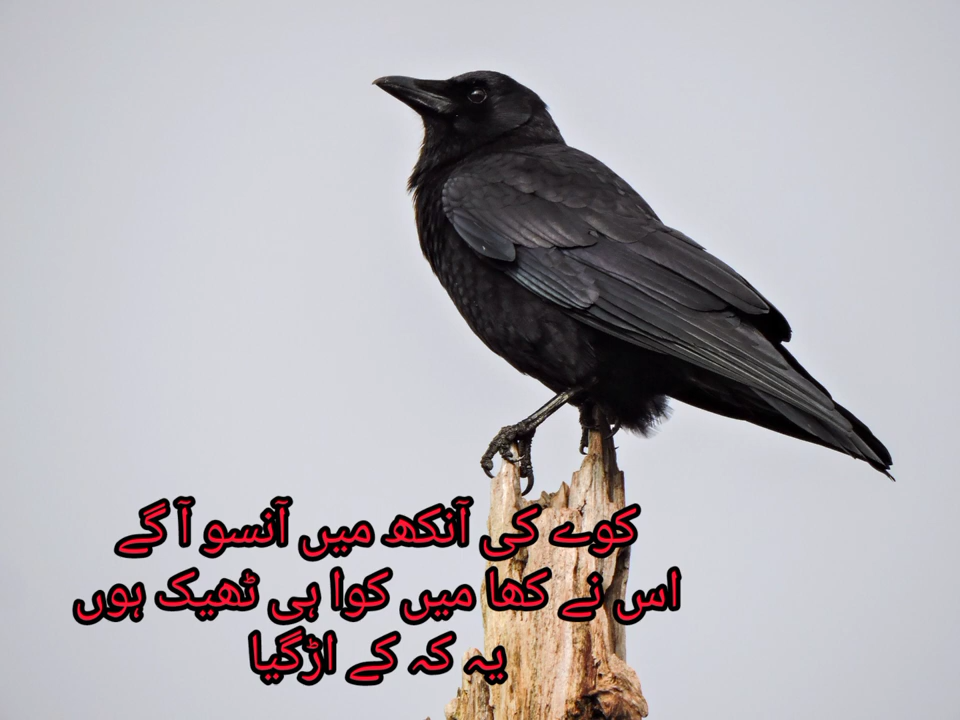 کوے کی آنکھ میں آنسو آ گے
اس نے کھا میں کوا ہی ٹھیک ہوں
یہ کہ کے اڑگیا